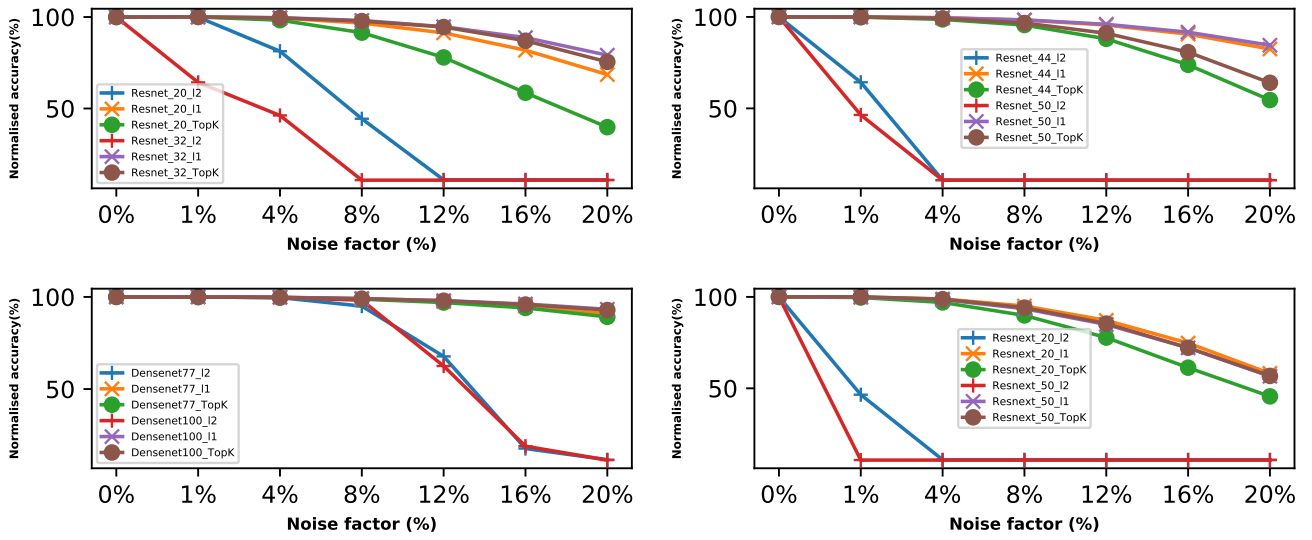 100
50
Normalised accuracy(%)
Resnet_20_l2
Resnet_20_l1
Resnet_20_TopK
Resnet_32_l2
Resnet_32_l1
Resnet_32_TopK
0% 1% 4% 8% 12% 16% 20%
Noise factor (%)
100
50
Normalised accuracy(%)
Resnet_44_l2
Resnet_44_l1
Resnet_44_TopK
Resnet_50_l2
Resnet_50_l1
Resnet_50_TopK
0% 1% 4% 8% 12% 16% 20%
Noise factor (%)
100
50
Normalised accuracy(%)
Densenet77_l2
Densenet77_l1
Densenet77_TopK
Densenet100_l2
Densenet100_l1
Densenet100_TopK
0% 1% 4% 8% 12% 16% 20%
Noise factor (%)
100
50
Normalised accuracy(%)
Resnext_20_l2
Resnext_20_l1
Resnext_20_TopK
Resnext_50_l2
Resnext_50_l1
Resnext_50_TopK
0% 1% 4% 8% 12% 16% 20%
Noise factor (%)